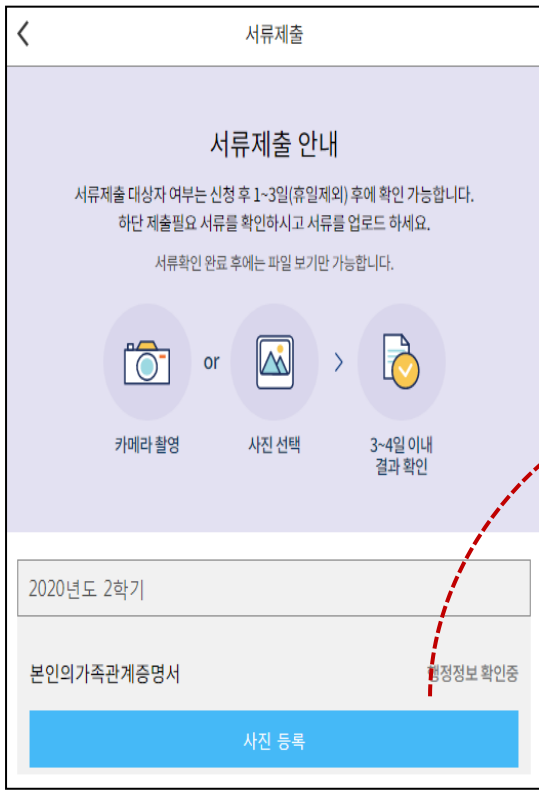 서류제출
서류제출 안내
서류제출 대상자 여부는 신청 후 1~3일(휴일제외) 후에 확인 가능합니다.
하단 제출필요 서류를 확인하시고 서류를 업로드 하세요.
서류확인 완료 후에는 파일 보기만 가능합니다.
or
카메라 촬영
사진 선택
3~4일 이내
결과 확인
2020년도 2학기
본인의가족관계증명서
행정정보 확인중
사진 등록